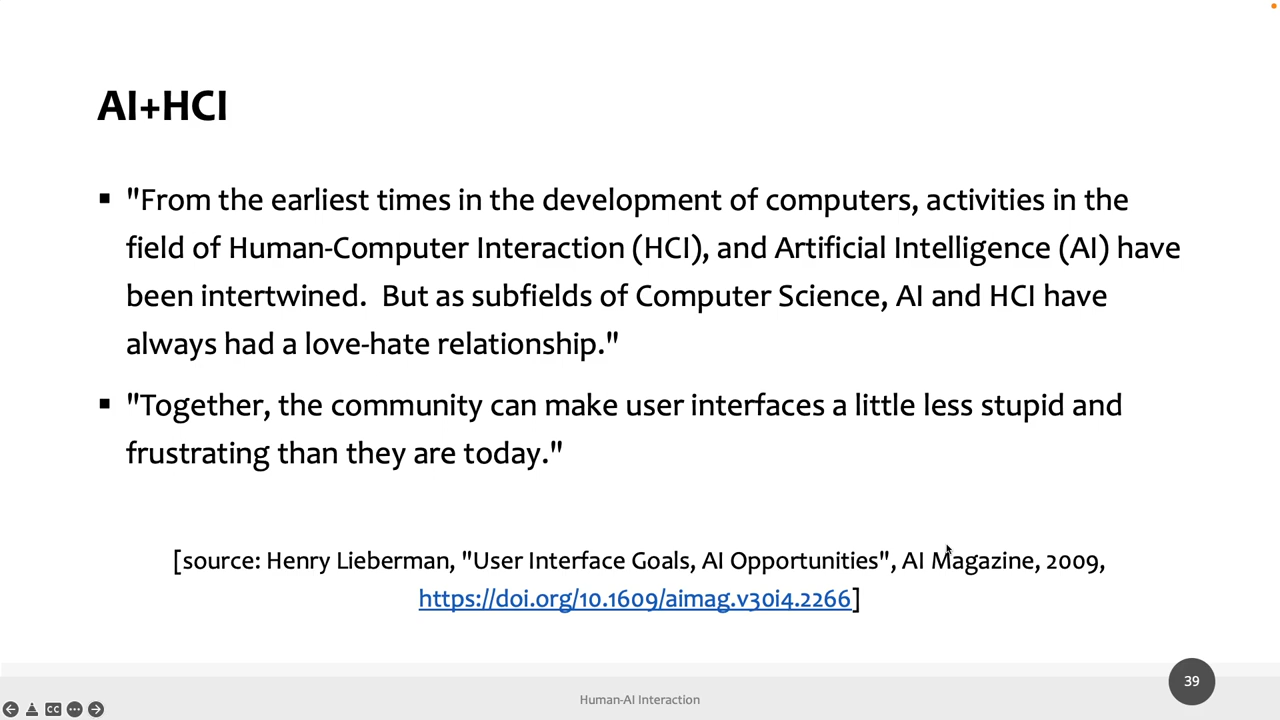 AI+HCI
▪ "From the earliest times in the development of computers, activities in the
field of Human-Computer Interaction (HCI), and Artificial Intelligence (AI) have
been intertwined.  But as subfields of Computer Science, AI and HCI have
always had a love-hate relationship."
▪ "Together, the community can make user interfaces a little less stupid and
frustrating than they are today."
[source: Henry Lieberman, "User Interface Goals, AI Opportunities", AI Magazine, 2009,
https://doi.org/10.1609/aimag.v30i4.2266]
39
Human-AI Interaction
CC